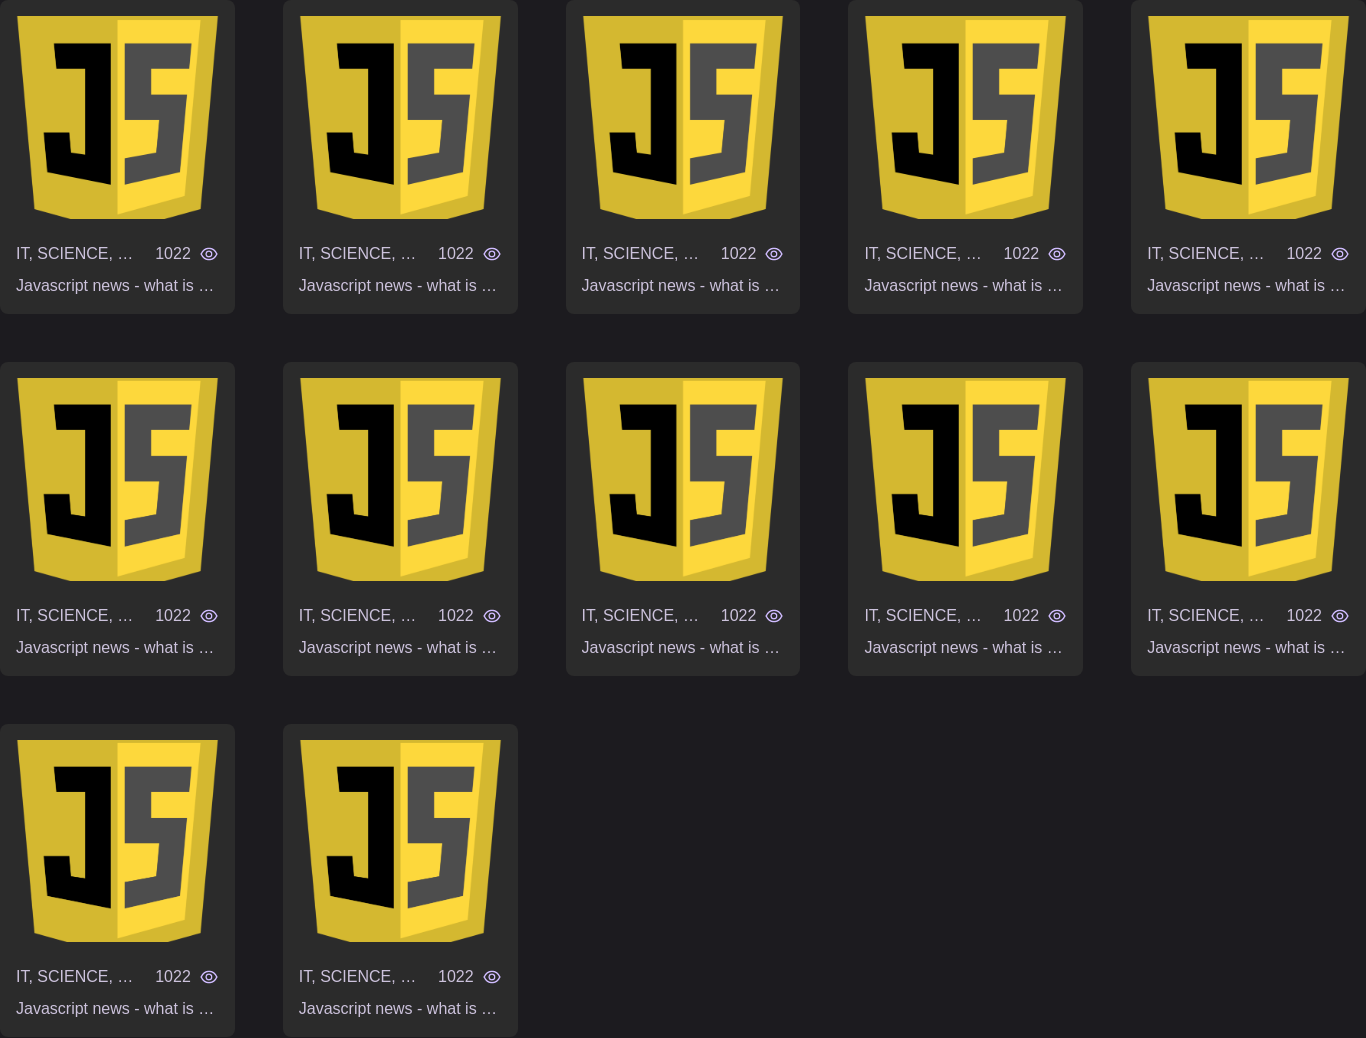 JS JS JS JS JS
IT, SCIENCE, … 1022 IT, SCIENCE, … 1022 IT, SCIENCE, … 1022 IT, SCIENCE, … 1022 IT, SCIENCE, … 1022
Javascript news - what is … Javascript news - what is … Javascript news - what is … Javascript news - what is … Javascript news - what is …
JS JS JS JS JS
IT, SCIENCE, … 1022 IT, SCIENCE, … 1022 IT, SCIENCE, … 1022 IT, SCIENCE, … 1022 IT, SCIENCE, … 1022
Javascript news - what is … Javascript news - what is … Javascript news - what is … Javascript news - what is … Javascript news - what is …
JS JS
IT, SCIENCE, … 1022 IT, SCIENCE, … 1022
Javascript news - what is … Javascript news - what is …